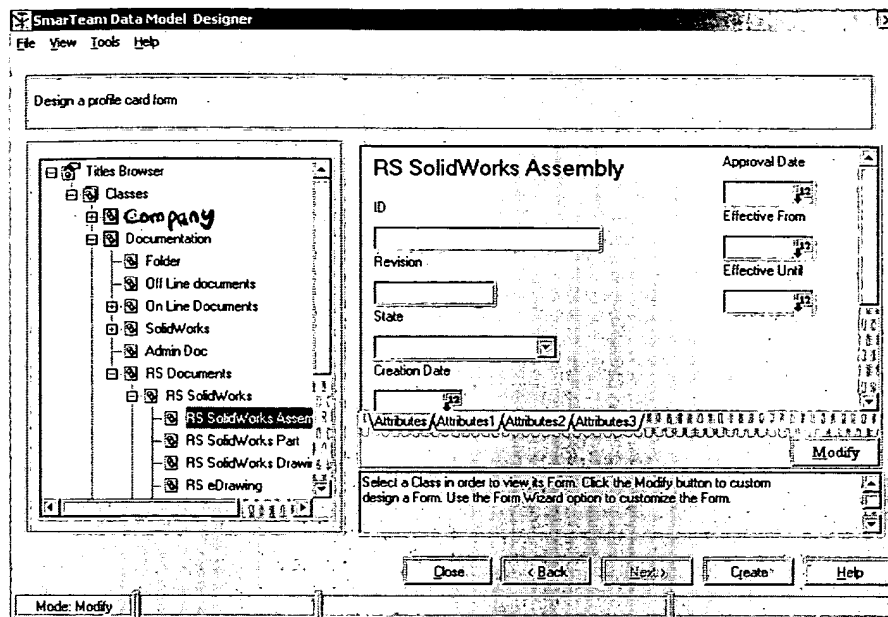 SmarTeam Data Model Designer
File View Tools Help
Design a profile card form
Titles Browser
Classes
Company
Documentation
Folder
Off Line documents
On Line Documents
SolidWorks
Admin Doc
RS Documents
RS SolidWorks
RS SolidWorks Assem
RS SolidWorks Part
RS SolidWorks Drawi
RS eDrawing
RS SolidWorks Assembly
ID
Revision
State
Creation Date
12
Approval Date
12
Effective From
12
Effective Until
12
Attributes Attributes1 Attributes2 Attributes3
Modify
Select a Class in order to view its Form. Click the Modify button to custom
design a Form. Use the Form Wizard option to customize the Form.
Close < Back Next > Create Help
Mode: Modify